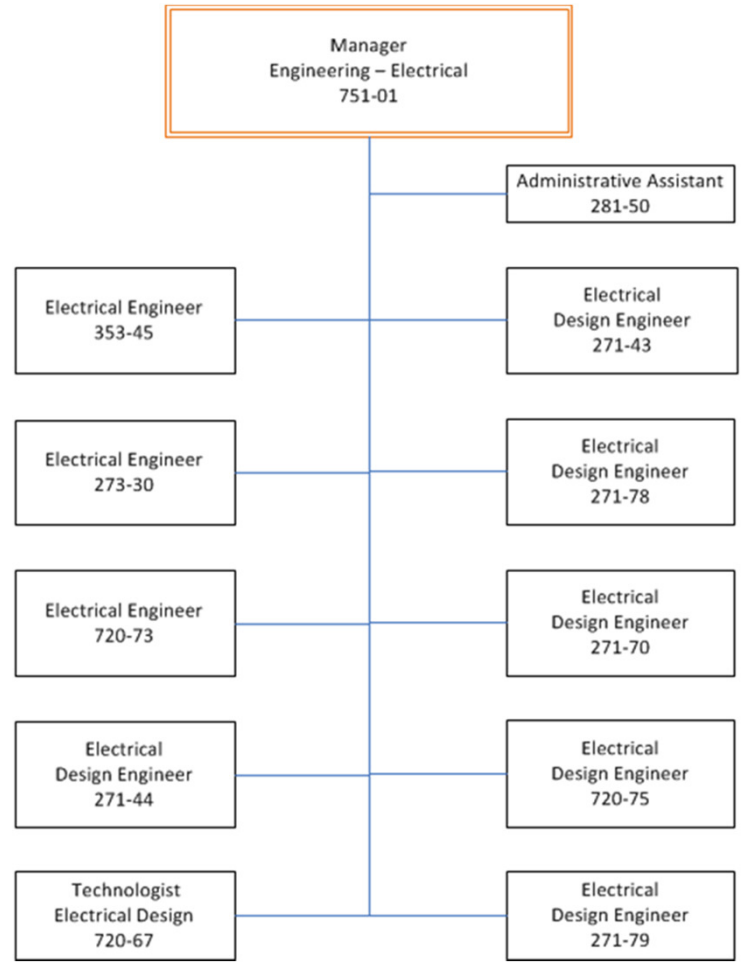 Manager
Engineering – Electrical
751-01
Administrative Assistant
281-50
Electrical Engineer
353-45
Electrical
Design Engineer
271-43
Electrical Engineer
273-30
Electrical
Design Engineer
271-78
Electrical Engineer
720-73
Electrical
Design Engineer
271-70
Electrical
Design Engineer
271-44
Electrical
Design Engineer
720-75
Technologist
Electrical Design
720-67
Electrical
Design Engineer
271-79